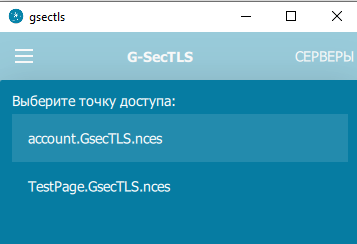 gsectls
G-SecTLS
СЕРВЕРЫ
Выберите точку доступа:
account.GsecTLS.nces
TestPage.GsecTLS.nces